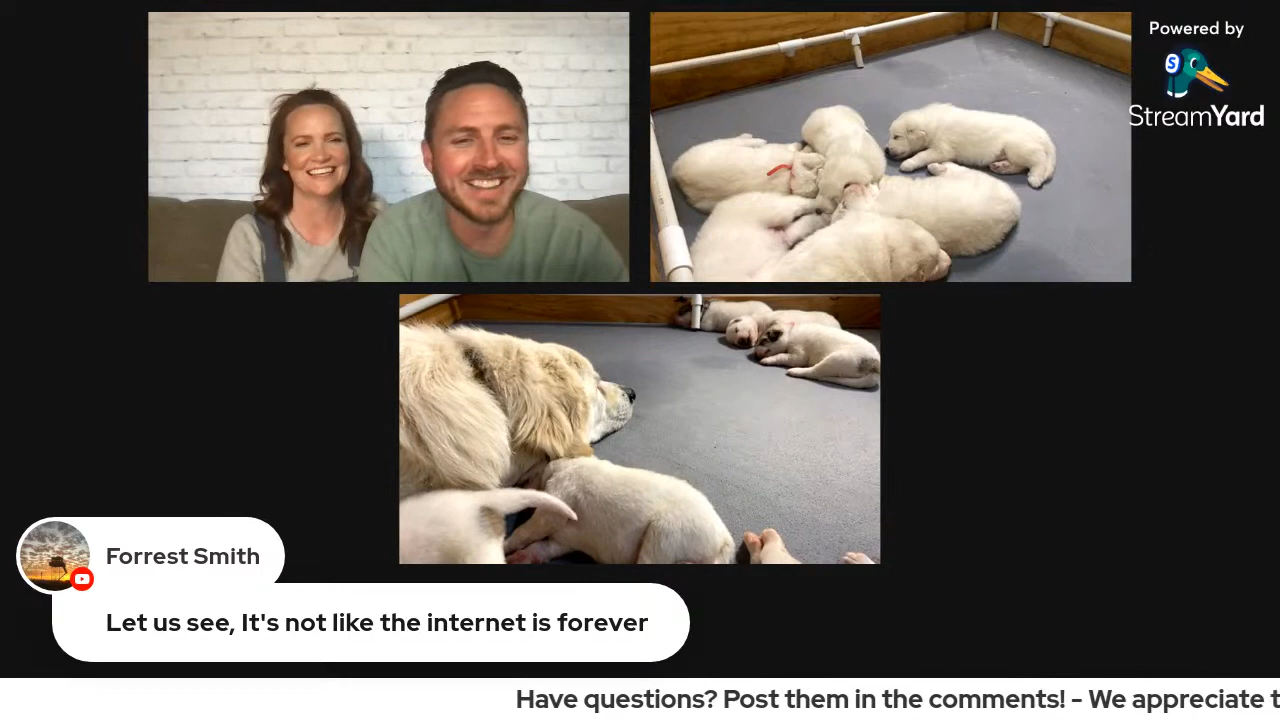 Powered by
S
StreamYard
Forrest Smith
Let us see, It's not like the internet is forever
Have questions? Post them in the comments! - We appreciate t